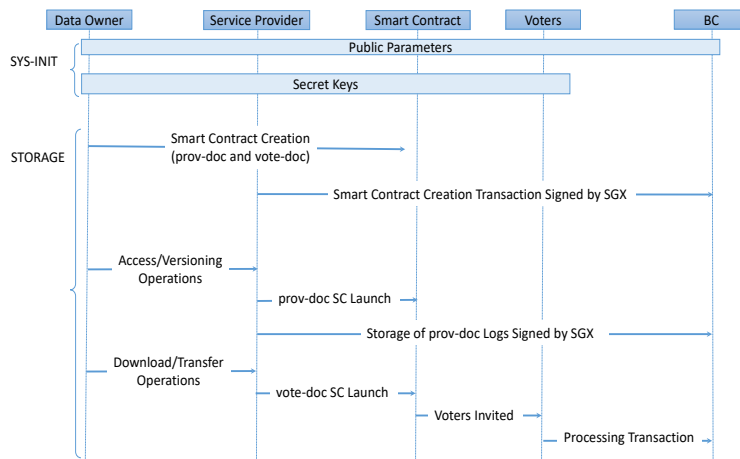 Data Owner
Service Provider
Smart Contract
Voters
BC
Public Parameters
SYS-INIT
Secret Keys
STORAGE
Smart Contract Creation
(prov-doc and vote-doc)
Smart Contract Creation Transaction Signed by SGX
Access/Versioning
Operations
prov-doc SC Launch
Storage of prov-doc Logs Signed by SGX
Download/Transfer
Operations
vote-doc SC Launch
Voters Invited
Processing Transaction